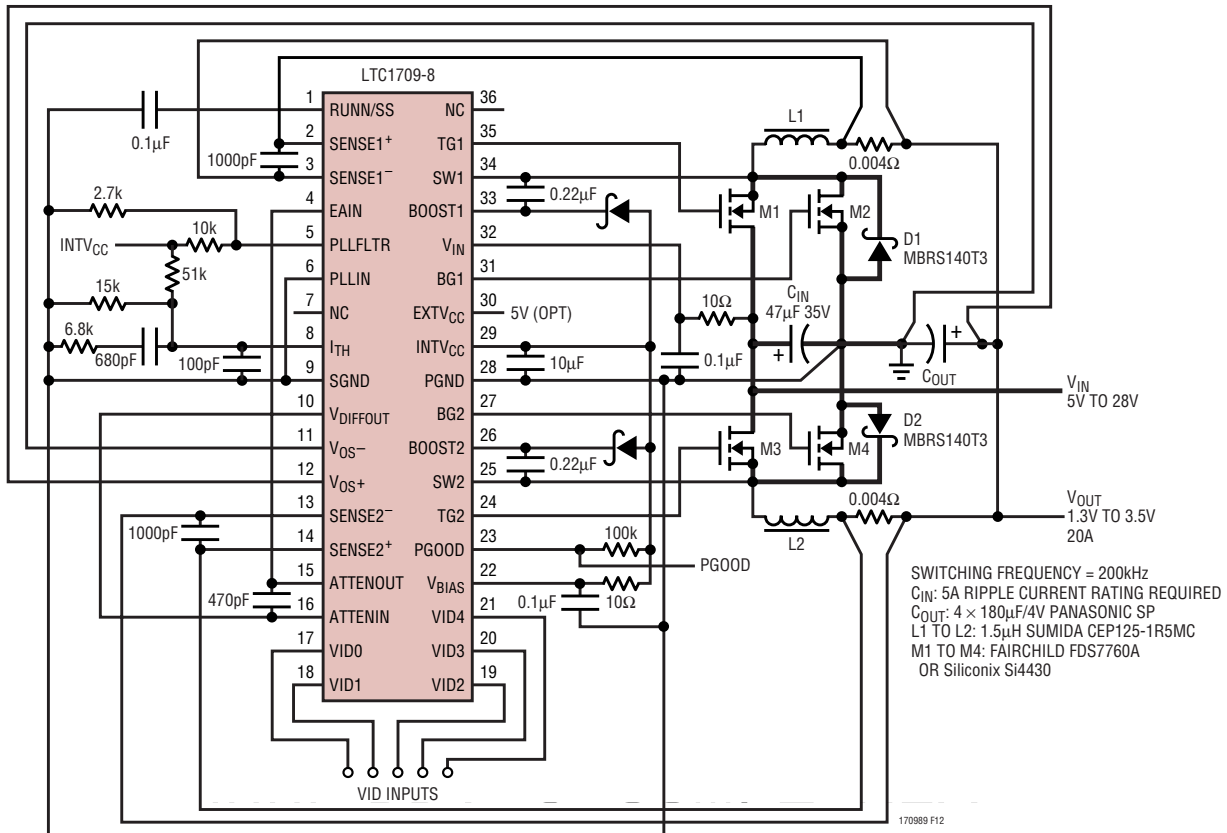 LTC1709-8
1 RUNN/SS NC 36
2 SENSE1+ TG1 35
3 SENSE1– SW1 34
4 EAIN BOOST1 33
5 PLLFLTR VIN 32
6 PLLIN BG1 31
7 NC EXTVCC 30
8 ITH INTVCC 29
9 SGND PGND 28
10 VDIFFOUT BG2 27
11 VOS– BOOST2 26
12 VOS+ SW2 25
13 SENSE2– TG2 24
14 SENSE2+ PGOOD 23
15 ATTENOUT VBIAS 22
16 ATTENIN VID4 21
17 VID0 VID3 20
18 VID1 VID2 19
0.1µF
1000pF
2.7k
10k
INTVCC
51k
15k
6.8k
680pF
100pF
1000pF
470pF
VID INPUTS
0.22µF
5V (OPT)
10µF
0.22µF
100k
PGOOD
0.1µF
10Ω
10Ω
0.1µF
L1
0.004Ω
M1
M2
D1
MBRS140T3
CIN
47µF 35V
+
+
COUT
VIN
5V TO 28V
D2
MBRS140T3
M3
M4
0.004Ω
L2
VOUT
1.3V TO 3.5V
20A
SWITCHING FREQUENCY = 200kHz
CIN: 5A RIPPLE CURRENT RATING REQUIRED
COUT: 4 × 180µF/4V PANASONIC SP
L1 TO L2: 1.5µH SUMIDA CEP125-1R5MC
M1 TO M4: FAIRCHILD FDS7760A
OR Siliconix Si4430
170989 F12